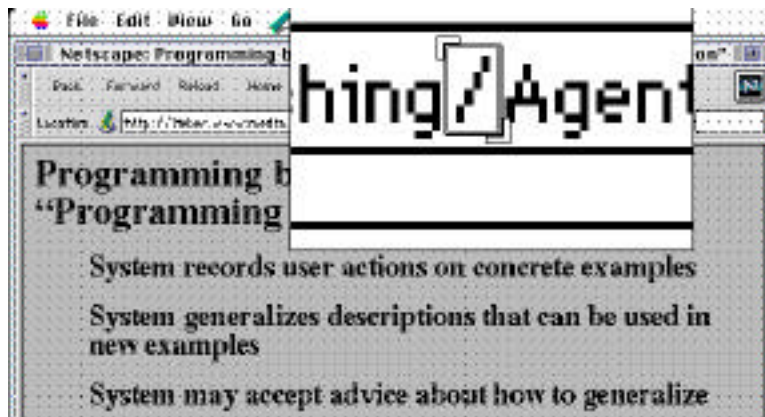 File Edit View Go
Netscape: Programming b
on"
hing/Agent
Back Forward Reload Home
Location: http://
N
Programming b
“Programming
System records user actions on concrete examples
System generalizes descriptions that can be used in
new examples
System may accept advice about how to generalize